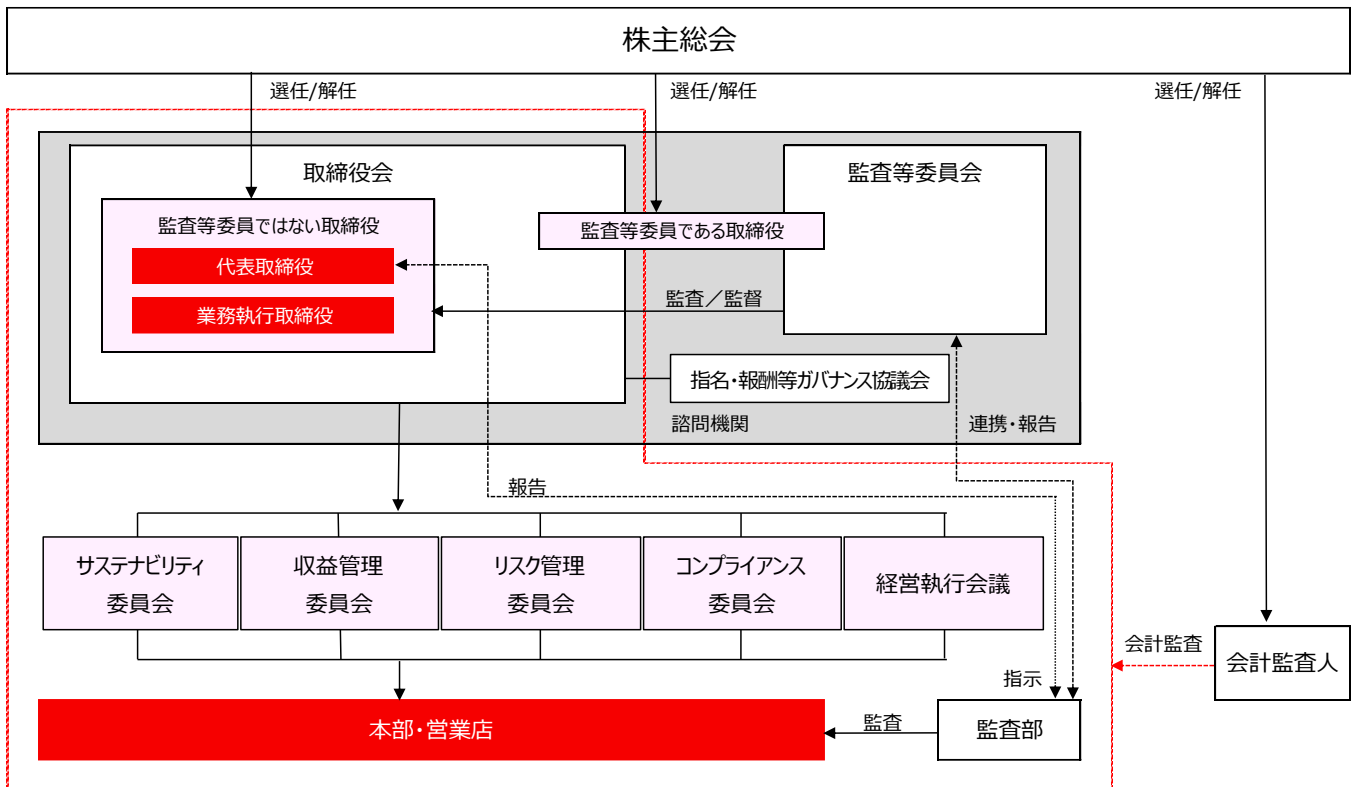 株主総会
選任/解任
選任/解任
選任/解任
取締役会
監査等委員会
監査等委員ではない取締役
監査等委員である取締役
代表取締役
監査／監督
業務執行取締役
指名・報酬等ガバナンス協議会
諮問機関
連携・報告
報告
サステナビリティ
委員会
収益管理
委員会
リスク管理
委員会
コンプライアンス
委員会
経営執行会議
会計監査
会計監査人
指示
本部・営業店
監査
監査部